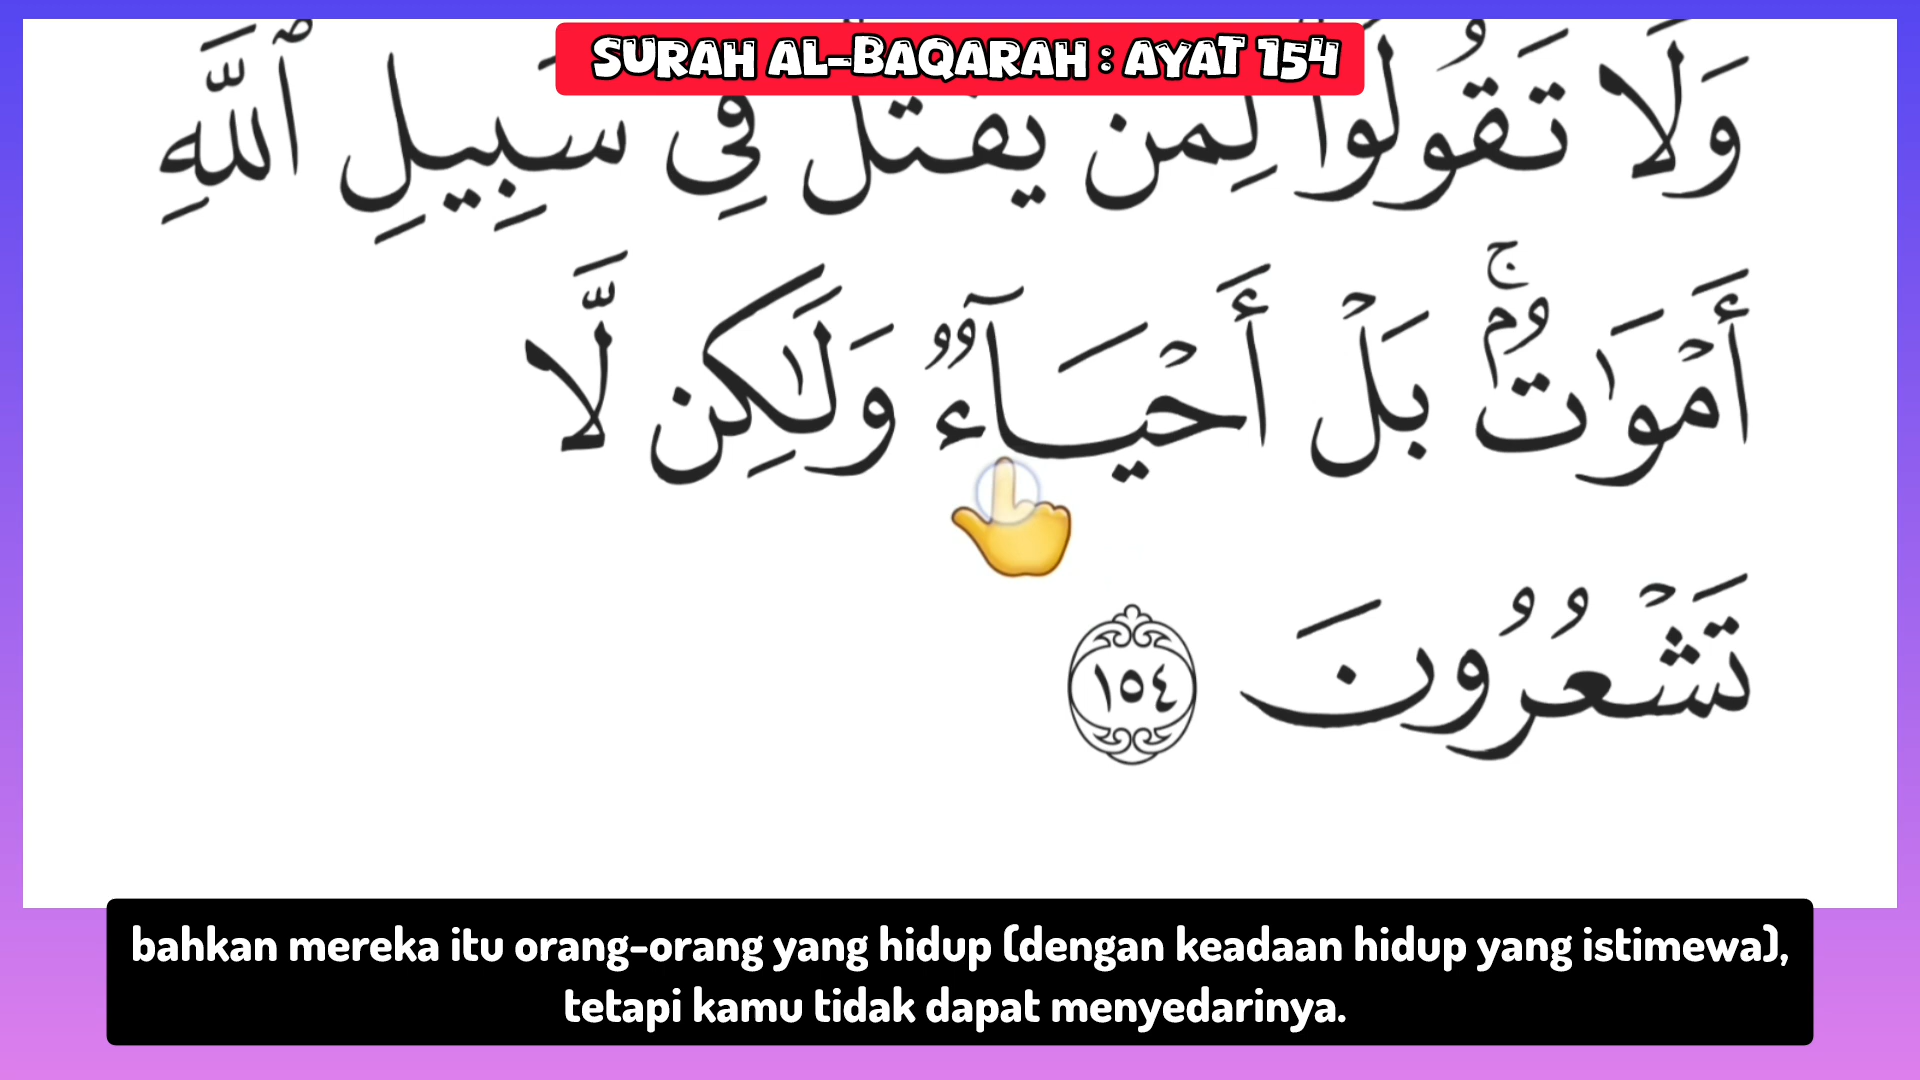 SURAH AL-BAQARAH : AYAT 154
وَلَا تَقُولُوا۟ لِمَن يُقْتَلُ فِى سَبِيلِ ٱللَّهِ
أَمْوَٰتٌۢ ۚ بَلْ أَحْيَآءٌ وَلَٰكِن لَّا
تَشْعُرُونَ ١٥٤
bahkan mereka itu orang-orang yang hidup (dengan keadaan hidup yang istimewa),
tetapi kamu tidak dapat menyedarinya.